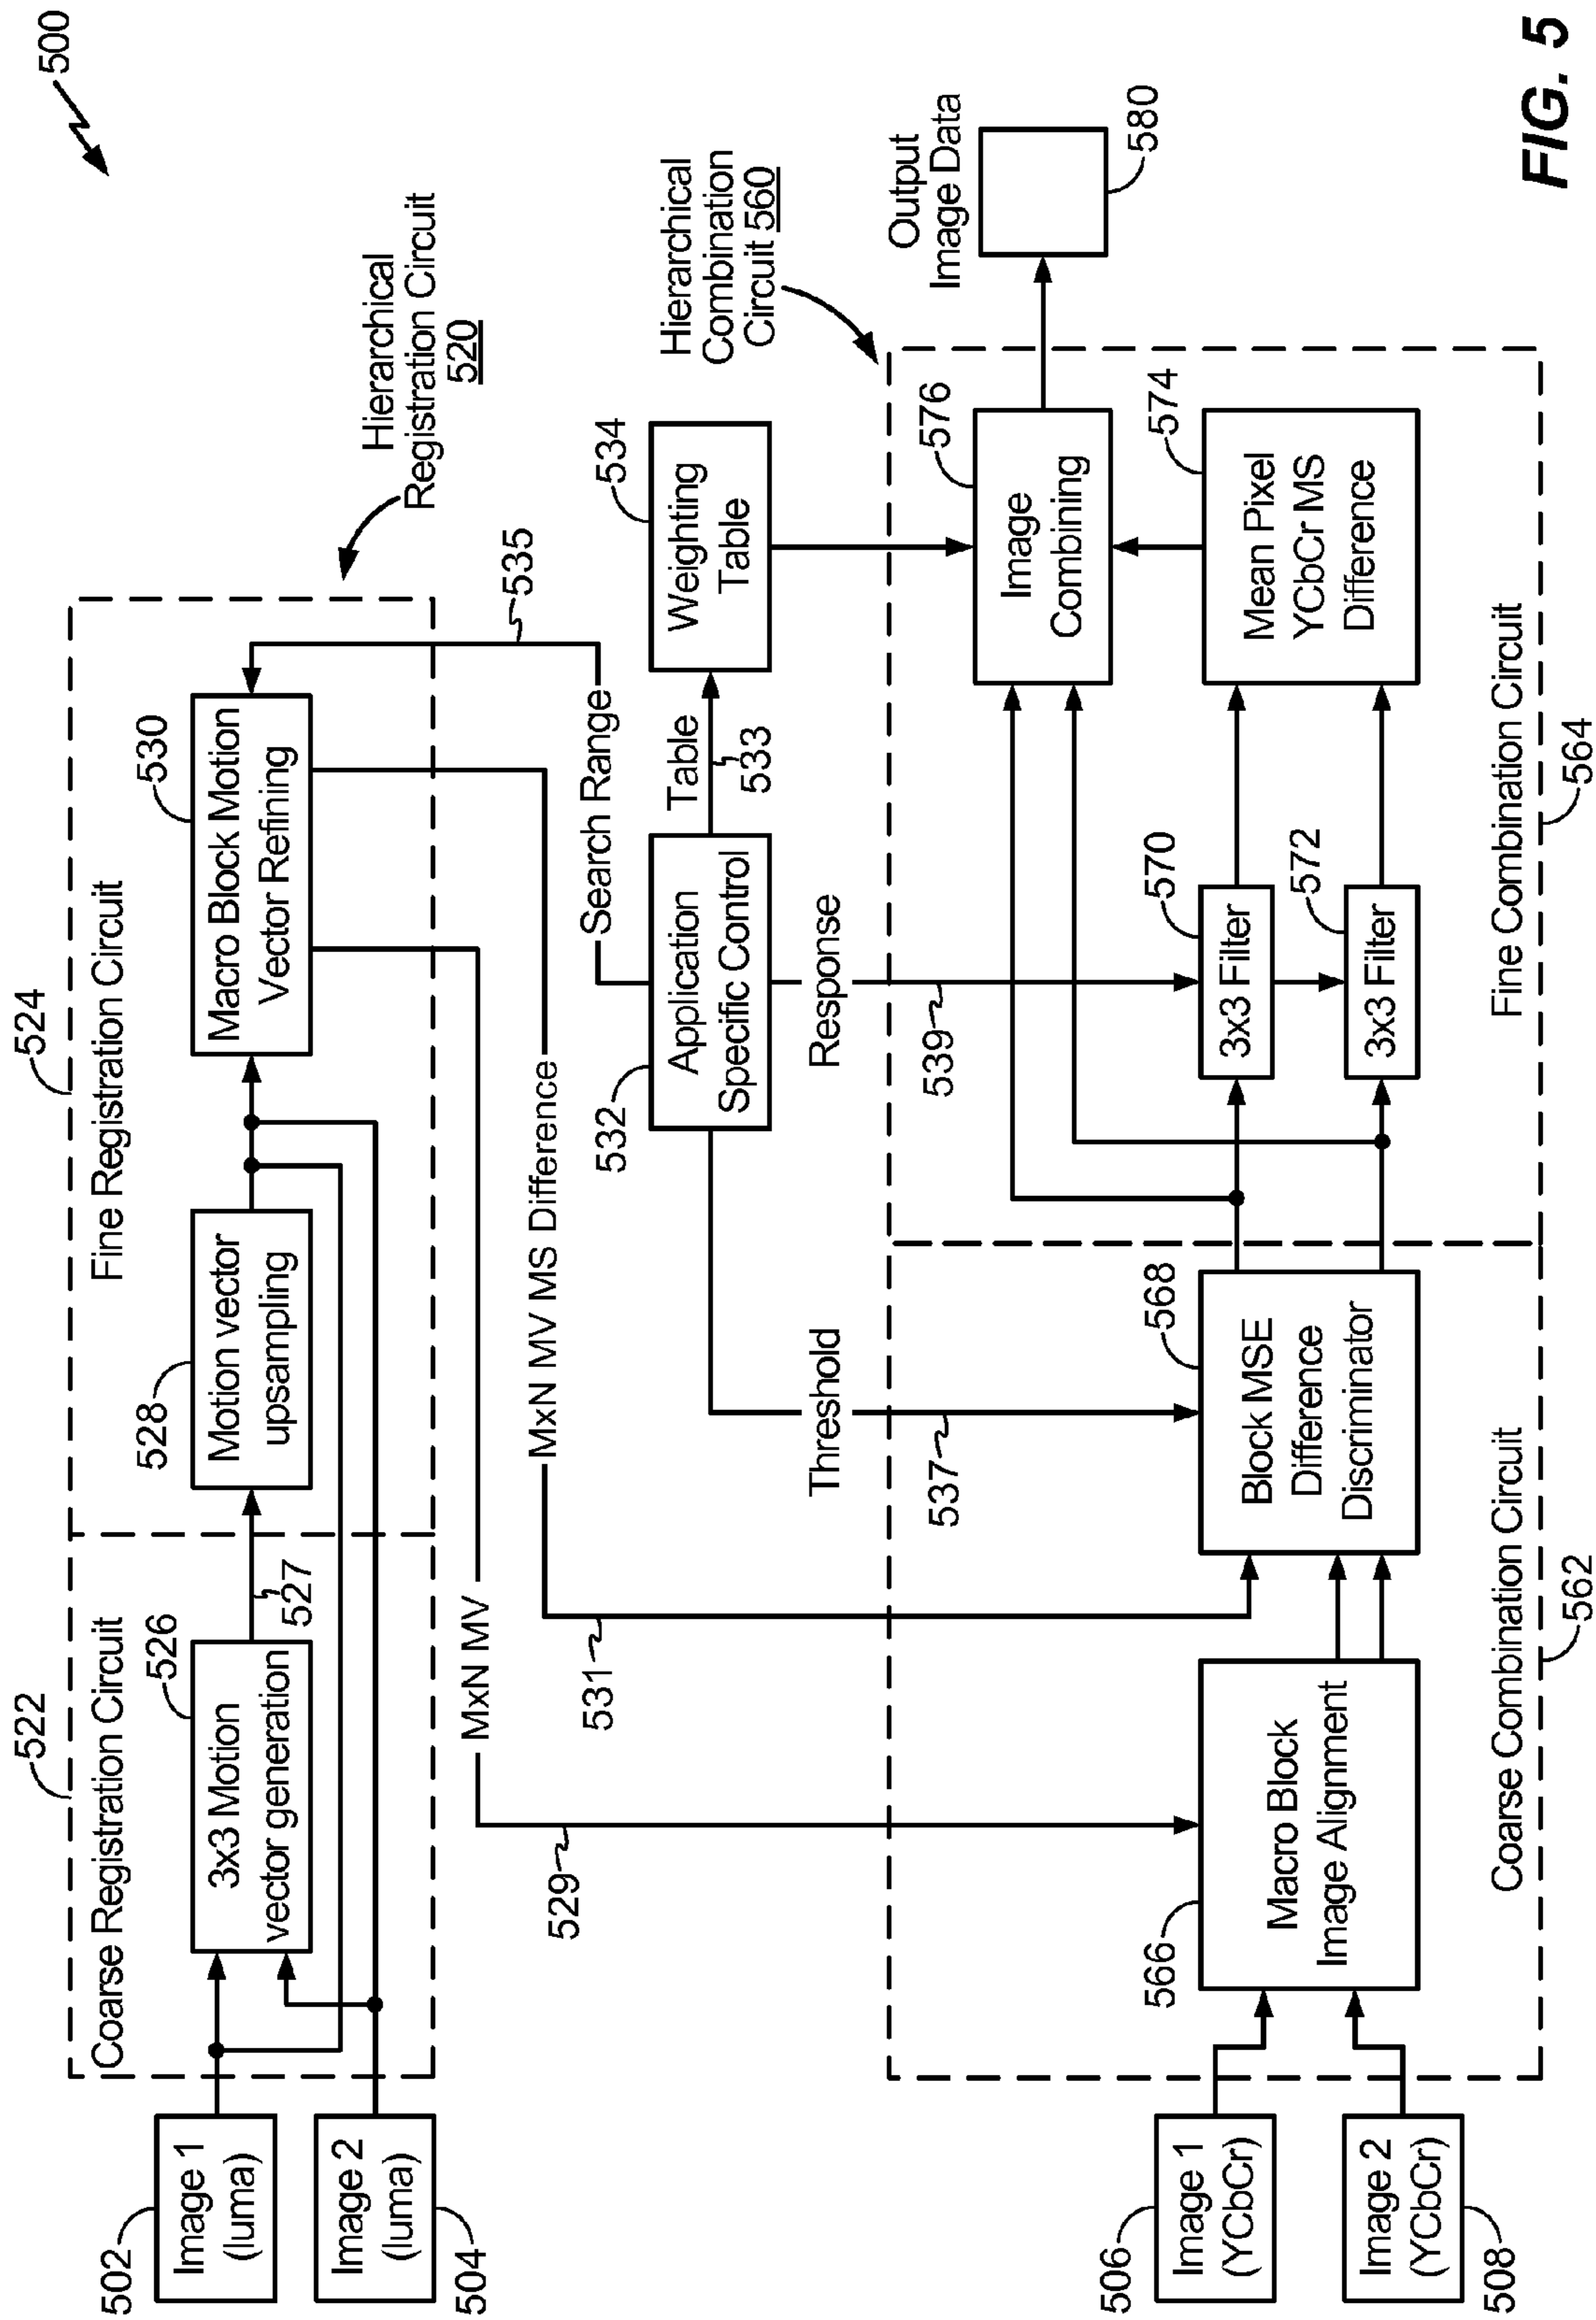 500
522
524
Coarse Registration Circuit
Fine Registration Circuit
Hierarchical
Registration Circuit
520
502
Image 1
(luma)
504
Image 2
(luma)
526
3x3 Motion
vector generation
527
528
Motion vector
upsampling
530
Macro Block Motion
Vector Refining
535
MxN MV
529
MxN MV MS Difference
531
Search Range
532
Application
Specific Control
Table
533
534
Weighting
Table
Threshold
537
Response
539
Hierarchical
Combination
Circuit 560
506
Image 1
(YCbCr)
508
Image 2
(YCbCr)
566
Macro Block
Image Alignment
568
Block MSE
Difference
Discriminator
570
3x3 Filter
572
3x3 Filter
576
Image
Combining
574
Mean Pixel
YCbCr MS
Difference
Output
Image Data
580
Coarse Combination Circuit
562
Fine Combination Circuit
564
FIG. 5